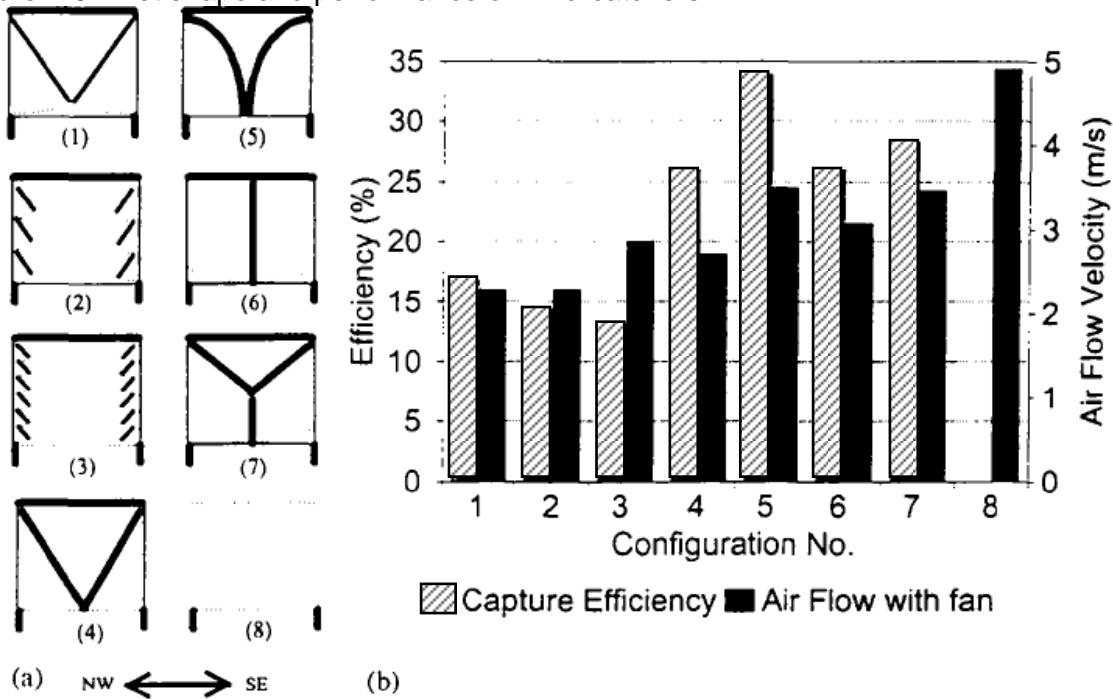 (1)
(5)
(2)
(6)
(3)
(7)
(4)
(8)
(a)
NW
SE
35
30
25
20
15
10
5
0
Efficiency (%)
5
4
3
2
1
0
Air Flow Velocity (m/s)
1 2 3 4 5 6 7 8
Configuration No.
Capture Efficiency
Air Flow with fan
(b)